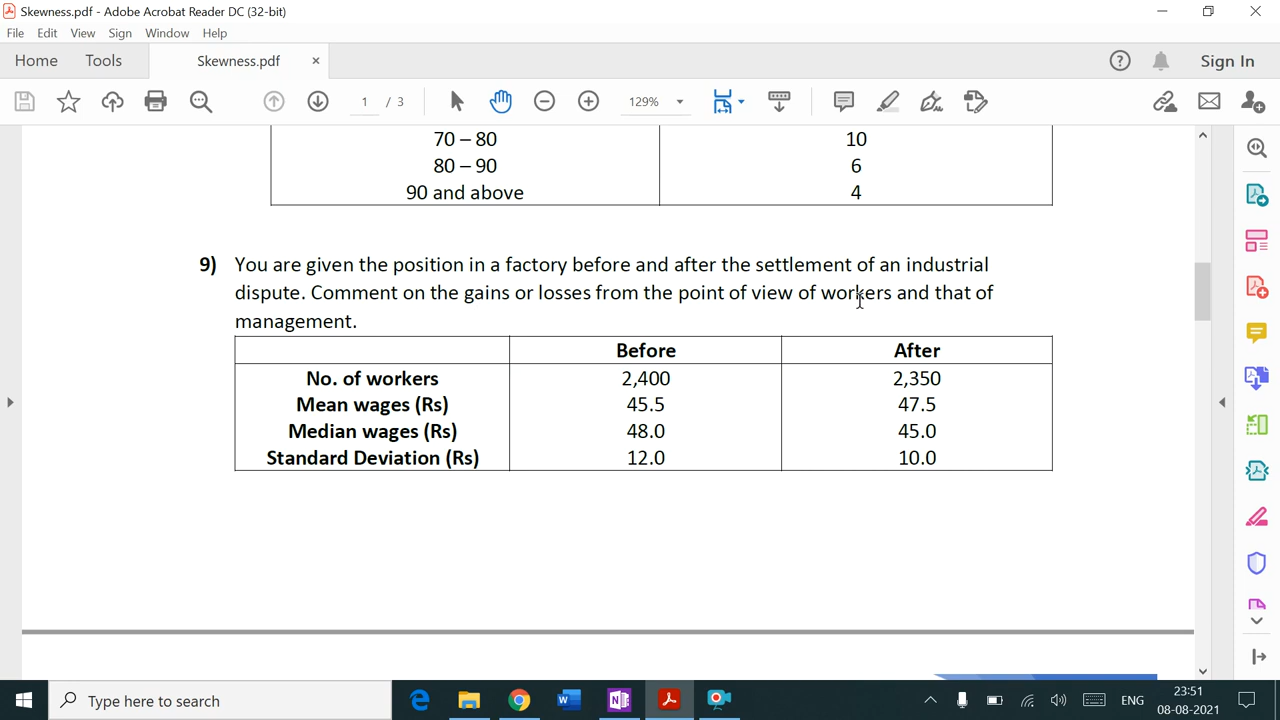 Skewness.pdf - Adobe Acrobat Reader DC (32-bit)
File Edit View Sign Window Help
Home Tools Skewness.pdf × Sign In
1 / 3 129%
70 – 80 10
80 – 90 6
90 and above 4
9) You are given the position in a factory before and after the settlement of an industrial
dispute. Comment on the gains or losses from the point of view of workers and that of
management.
Before After
No. of workers 2,400 2,350
Mean wages (Rs) 45.5 47.5
Median wages (Rs) 48.0 45.0
Standard Deviation (Rs) 12.0 10.0
Type here to search
ENG
23:51
08-08-2021